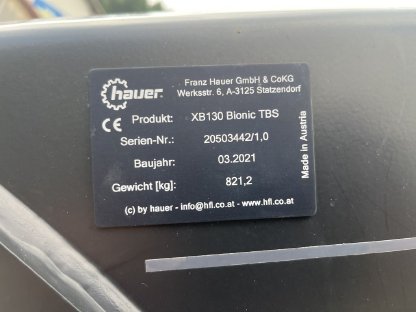 hauer
Franz Hauer GmbH & CoKG
Werksstr. 6, A-3125 Statzendorf
CE Produkt: XB130 Bionic TBS
Serien-Nr.: 20503442/1,0
Baujahr: 03.2021
Gewicht [kg]: 821,2
Made in Austria
(c) by hauer - info@hfl.co.at - www.hfl.co.at